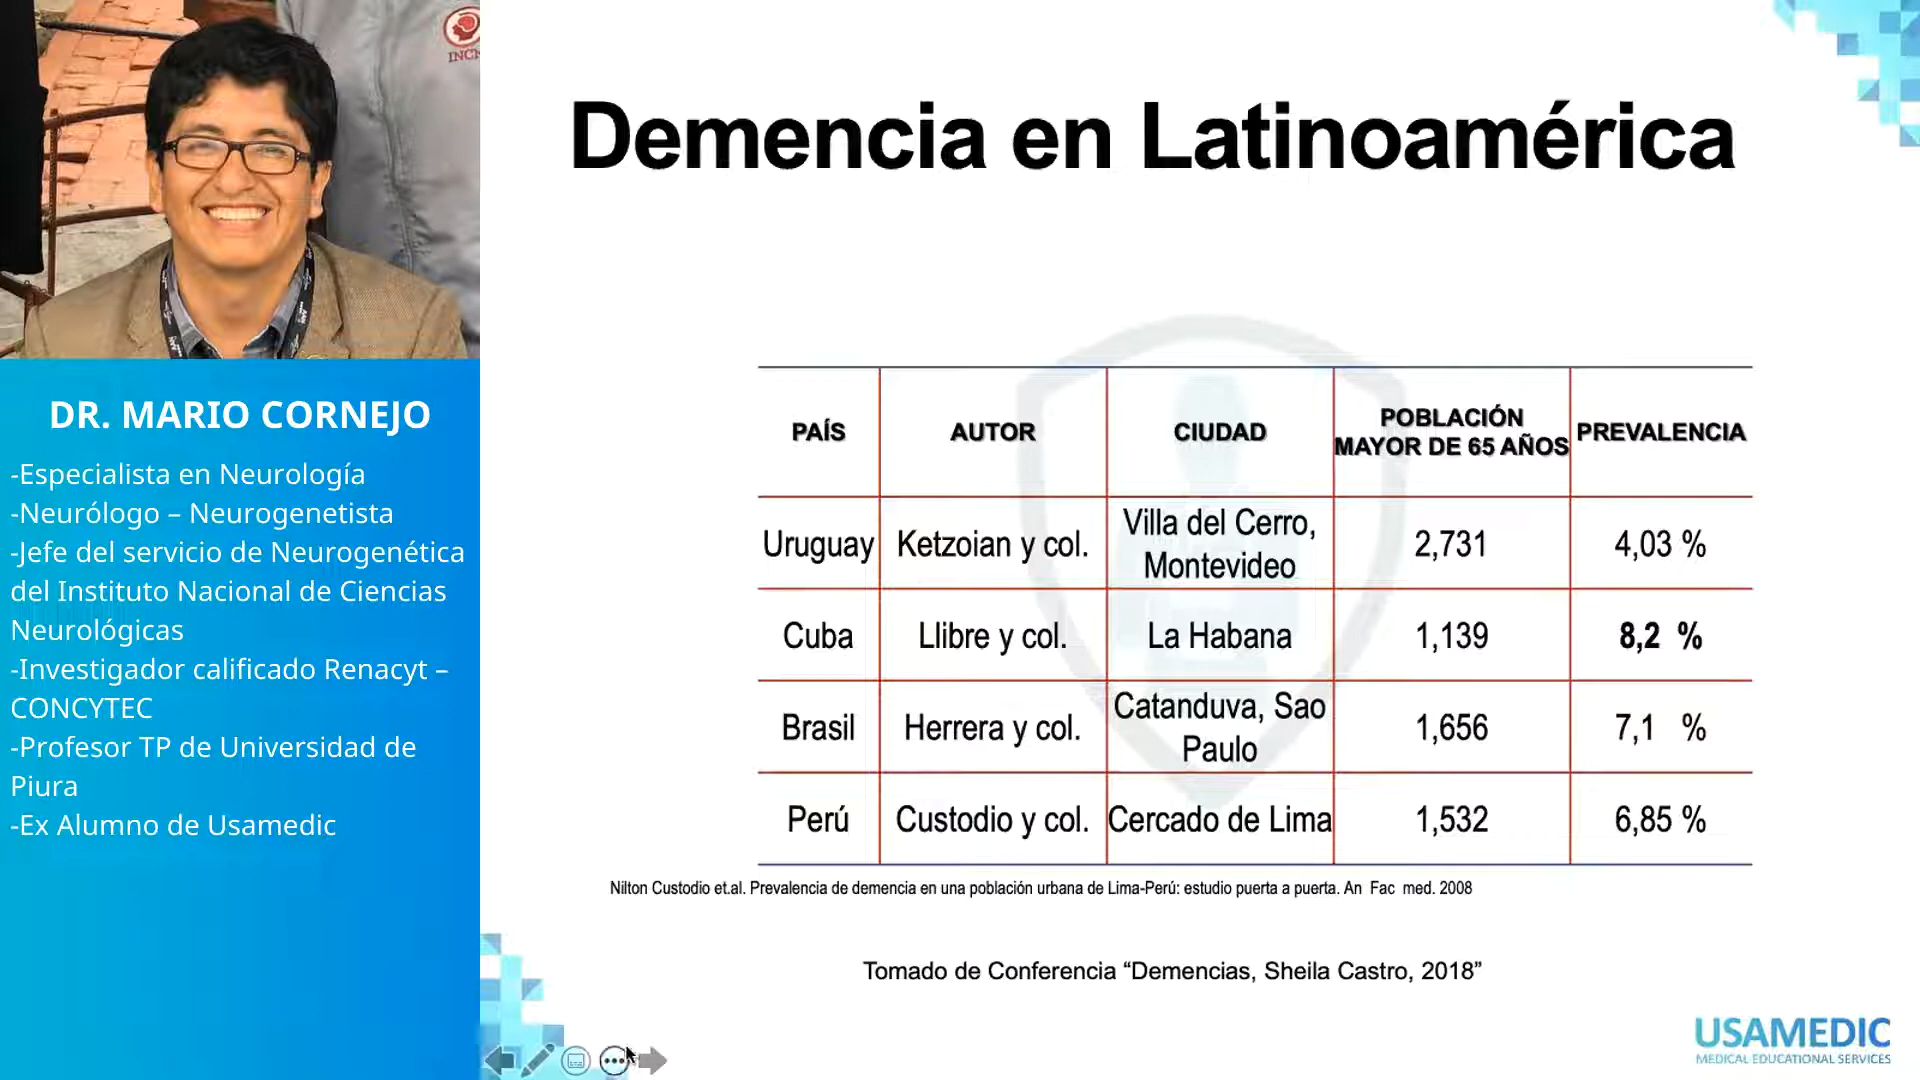 INCN
DR. MARIO CORNEJO
-Especialista en Neurología
-Neurólogo – Neurogenetista
-Jefe del servicio de Neurogenética
del Instituto Nacional de Ciencias
Neurológicas
-Investigador calificado Renacyt –
CONCYTEC
-Profesor TP de Universidad de
Piura
-Ex Alumno de Usamedic
Demencia en Latinoamérica
PAÍS AUTOR CIUDAD POBLACIÓN MAYOR DE 65 AÑOS PREVALENCIA
Uruguay Ketzoian y col. Villa del Cerro, Montevideo 2,731 4,03 %
Cuba Llibre y col. La Habana 1,139 8,2 %
Brasil Herrera y col. Catanduva, Sao Paulo 1,656 7,1 %
Perú Custodio y col. Cercado de Lima 1,532 6,85 %
Nilton Custodio et.al. Prevalencia de demencia en una población urbana de Lima-Perú: estudio puerta a puerta. An Fac med. 2008
Tomado de Conferencia “Demencias, Sheila Castro, 2018”
USAMEDIC
MEDICAL EDUCATIONAL SERVICES